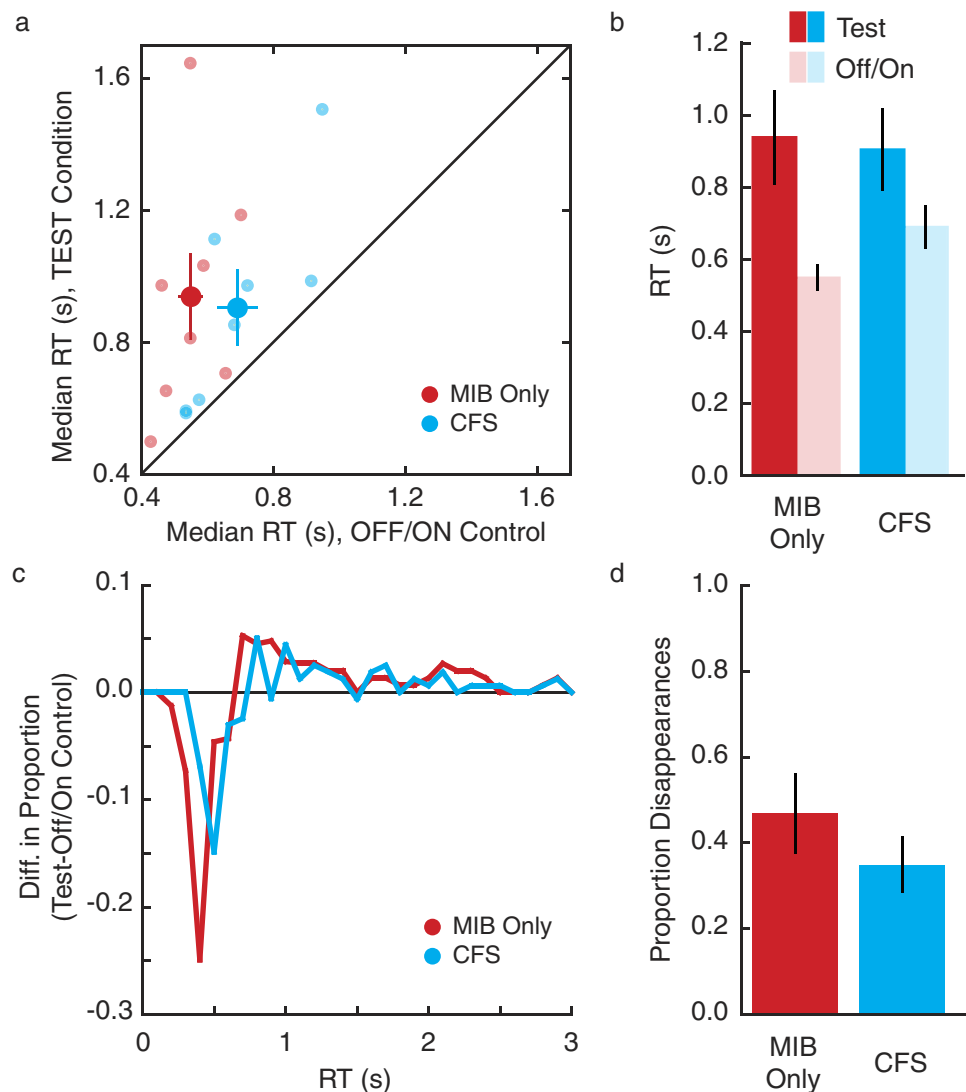 a
Median RT (s), TEST Condition
1.6
1.2
0.8
0.4
0.4 0.8 1.2 1.6
Median RT (s), OFF/ON Control
MIB Only
CFS
b
Test
Off/On
RT (s)
1.2
1.0
0.8
0.6
0.4
0.2
0.0
MIB
Only
CFS
c
Diff. in Proportion
(Test-Off/On Control)
0.1
0.0
-0.1
-0.2
-0.3
0 1 2 3
RT (s)
MIB Only
CFS
d
Proportion Disappearances
1.0
0.8
0.6
0.4
0.2
0.0
MIB
Only
CFS